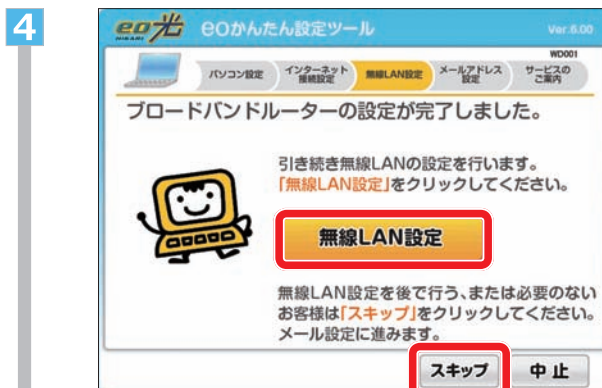 4
eo光
HIKARI
eOかんたん設定ツール
Ver.6.00
WD001
パソコン設定
インターネット
接続設定
無線LAN設定
メールアドレス
設定
サービスの
ご案内
ブロードバンドルーターの設定が完了しました。
引き続き無線LANの設定を行います。
「無線LAN設定」をクリックしてください。
無線LAN設定
無線LAN設定を後で行う、または必要のない
お客様は「スキップ」をクリックしてください。
メール設定に進みます。
スキップ
中止